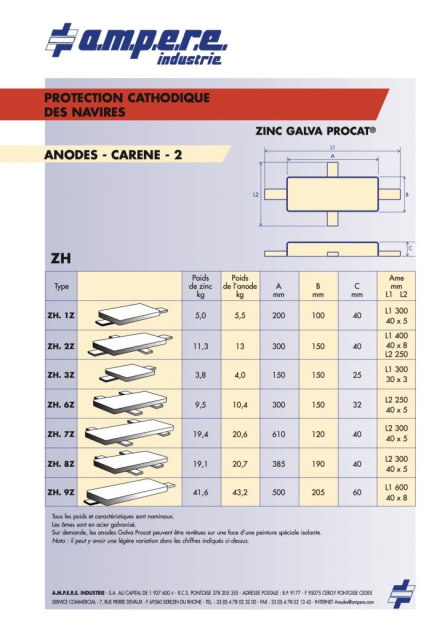 a.m.p.e.r.e.
industrie
PROTECTION CATHODIQUE
DES NAVIRES
ZINC GALVA PROCAT®
ANODES - CARENE - 2
L1
A
L2
B
C
ZH
Type
Poids de zinc kg
Poids de l'anode kg
A mm
B mm
C mm
Ame mm L1 L2
ZH. 1Z 5,0 5,5 200 100 40 L1 300 40 x 5
ZH. 2Z 11,3 13 300 150 40 L1 400 40 x 8 L2 250
ZH. 3Z 3,8 4,0 150 150 25 L1 300 30 x 3
ZH. 6Z 9,5 10,4 300 150 32 L2 250 40 x 5
ZH. 7Z 19,4 20,6 610 120 40 L2 300 40 x 5
ZH. 8Z 19,1 20,7 385 190 40 L2 300 40 x 5
ZH. 9Z 41,6 43,2 500 205 60 L1 600 40 x 8
Tous les poids et caractéristiques sont nominaux.
Les âmes sont en acier galvanisé.
Sur demande, les anodes Galva Procat peuvent être revêtues sur une face d'une peinture spéciale isolante.
Nota : il peut y avoir une légère variation dans les chiffres indiqués ci-dessus.
A.M.P.E.R.E. INDUSTRIE - S.A. AU CAPITAL DE 1 927 600 F - R.C.S. PONTOISE 378 205 355 - ADRESSE POSTALE : B.P. 9177 - F 95075 CERGY PONTOISE CEDEX
SERVICE COMMERCIAL : 7, RUE PIERRE DEVAUX - F 69360 SEREZIN DU RHONE - TEL : 33 (0) 4 78 02 22 00 - FAX : 33 (0) 4 78 02 13 63 - INTERNET